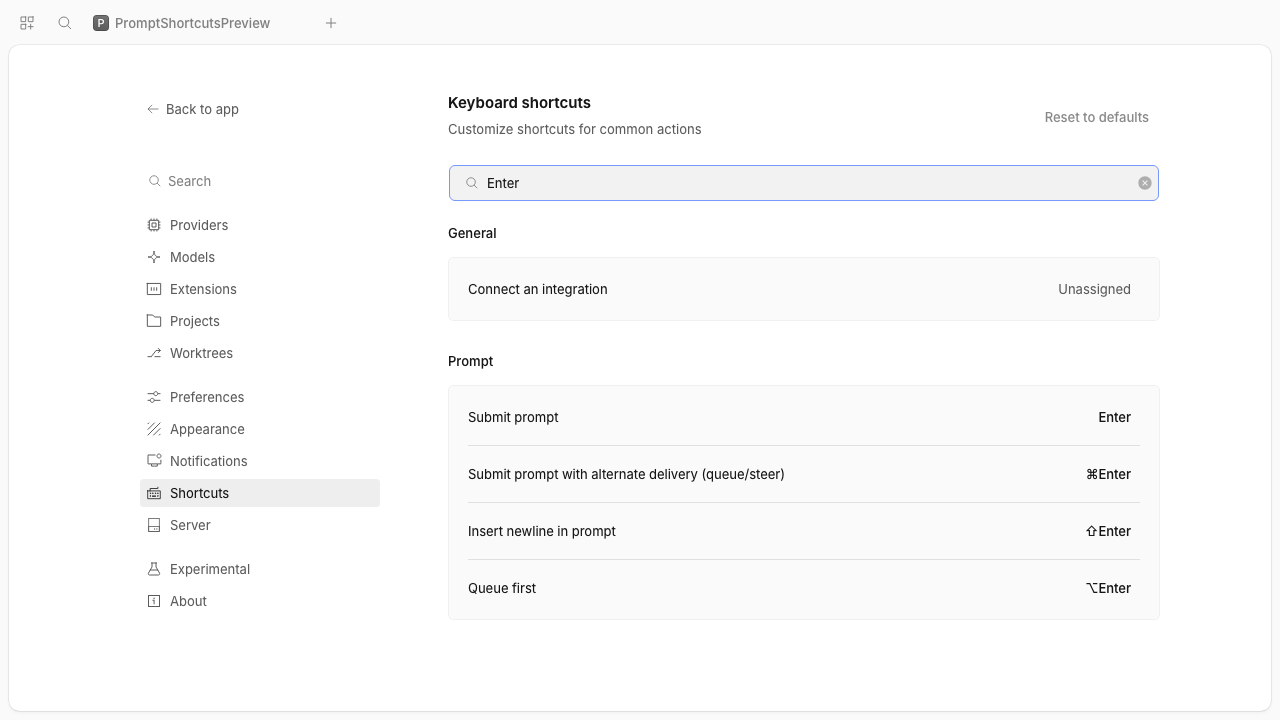 P PromptShortcutsPreview
Back to app
Search
Providers
Models
Extensions
Projects
Worktrees
Preferences
Appearance
Notifications
Shortcuts
Server
Experimental
About
Keyboard shortcuts
Customize shortcuts for common actions
Reset to defaults
Enter
General
Connect an integration Unassigned
Prompt
Submit prompt Enter
Submit prompt with alternate delivery (queue/steer) ⌘Enter
Insert newline in prompt ⇧Enter
Queue first ⌥Enter